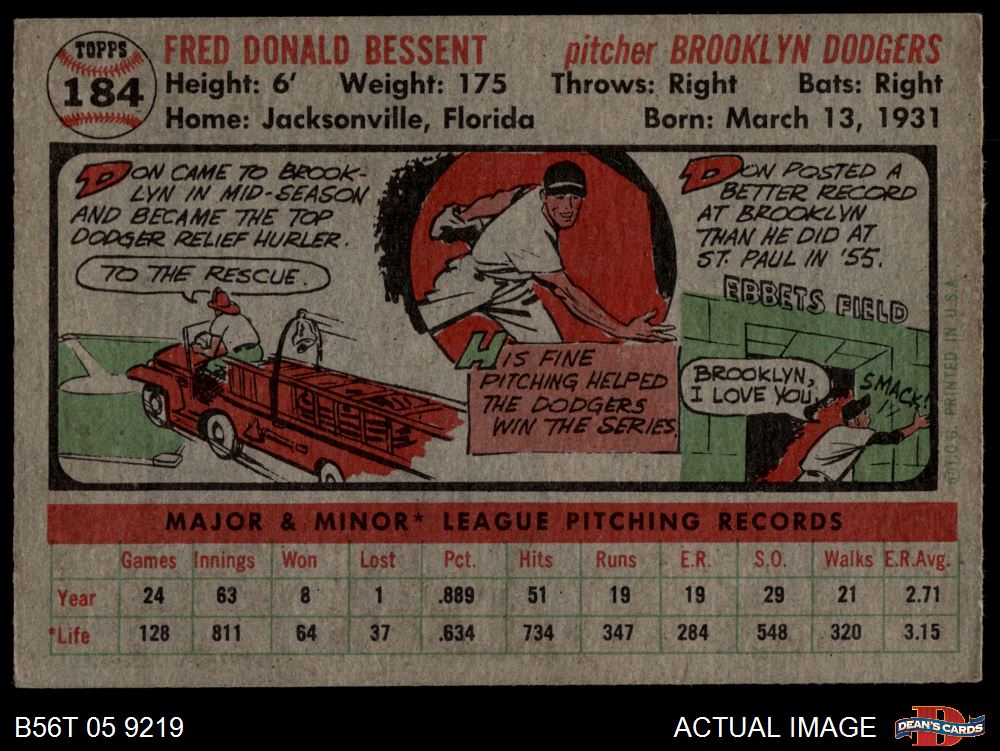 TOPPS
184
FRED DONALD BESSENT pitcher BROOKLYN DODGERS
Height: 6' Weight: 175 Throws: Right Bats: Right
Home: Jacksonville, Florida Born: March 13, 1931
DON CAME TO BROOK-
LYN IN MID-SEASON
AND BECAME THE TOP
DODGER RELIEF HURLER.
TO THE RESCUE.
HIS FINE
PITCHING HELPED
THE DODGERS
WIN THE SERIES.
DON POSTED A
BETTER RECORD
AT BROOKLYN
THAN HE DID AT
ST. PAUL IN '55.
EBBETS FIELD
BROOKLYN,
I LOVE YOU.
SMACK!
©T.C.G. PRINTED IN U.S.A.
MAJOR & MINOR* LEAGUE PITCHING RECORDS
Games Innings Won Lost Pct. Hits Runs E.R. S.O. Walks E.R.Avg.
Year 24 63 8 1 .889 51 19 19 29 21 2.71
*Life 128 811 64 37 .634 734 347 284 548 320 3.15
B56T 05 9219 ACTUAL IMAGE DEAN'S CARDS